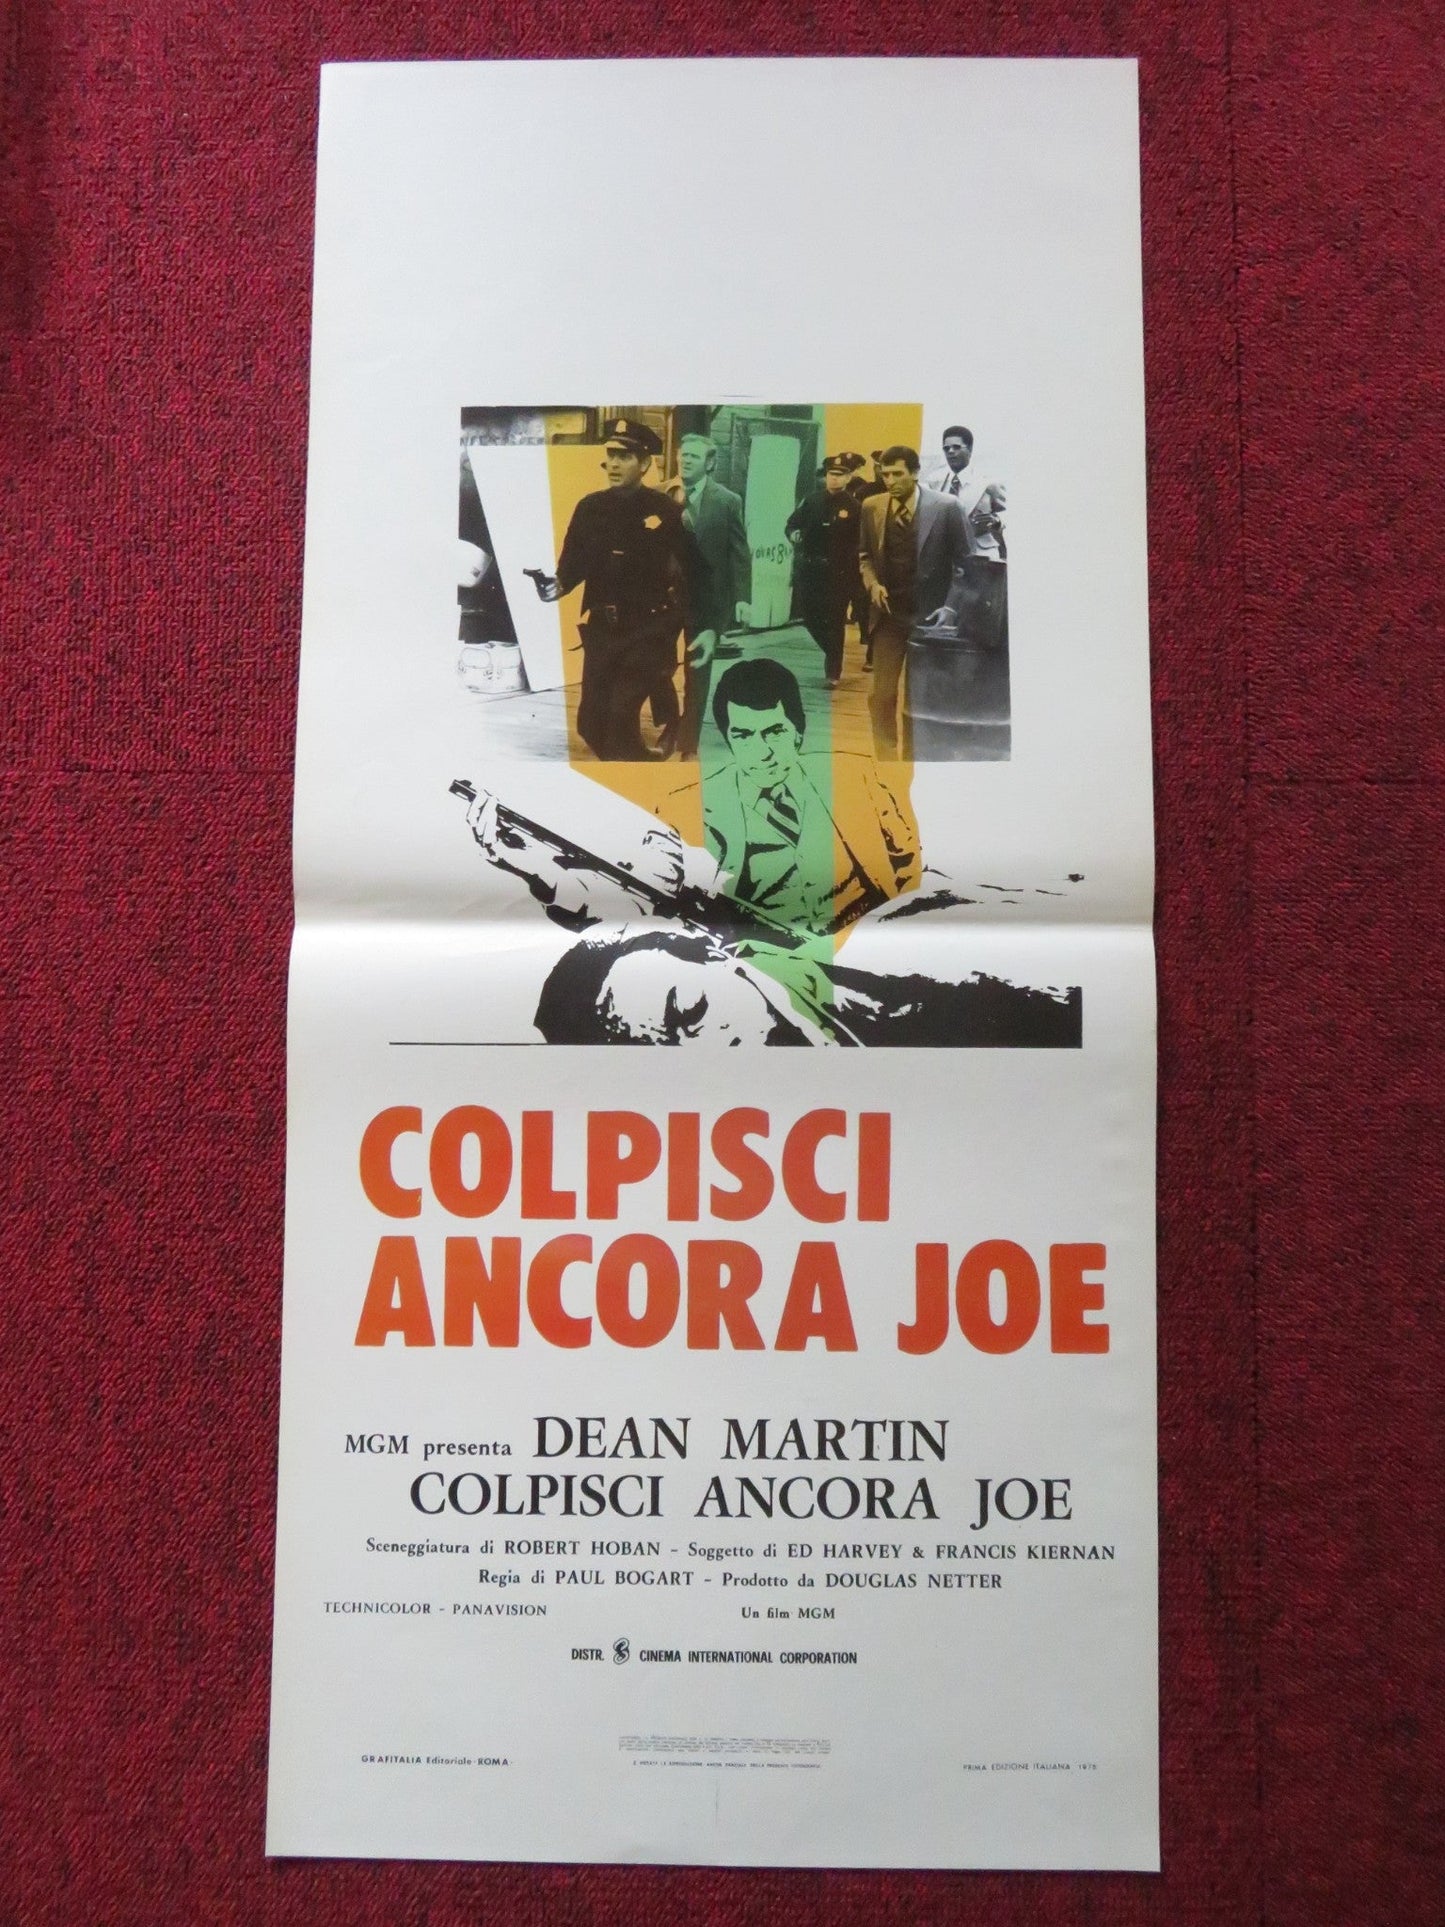 COLPISCI
ANCORA JOE
MGM presenta DEAN MARTIN
COLPISCI ANCORA JOE
Sceneggiatura di ROBERT HOBAN - Soggetto di ED HARVEY & FRANCIS KIERNAN
Regia di PAUL BOGART - Prodotto da DOUGLAS NETTER
TECHNICOLOR - PANAVISION Un film MGM
DISTR. CINEMA INTERNATIONAL CORPORATION
GRAFITALIA Editoriale - ROMA - PRIMA EDIZIONE ITALIANA 1975